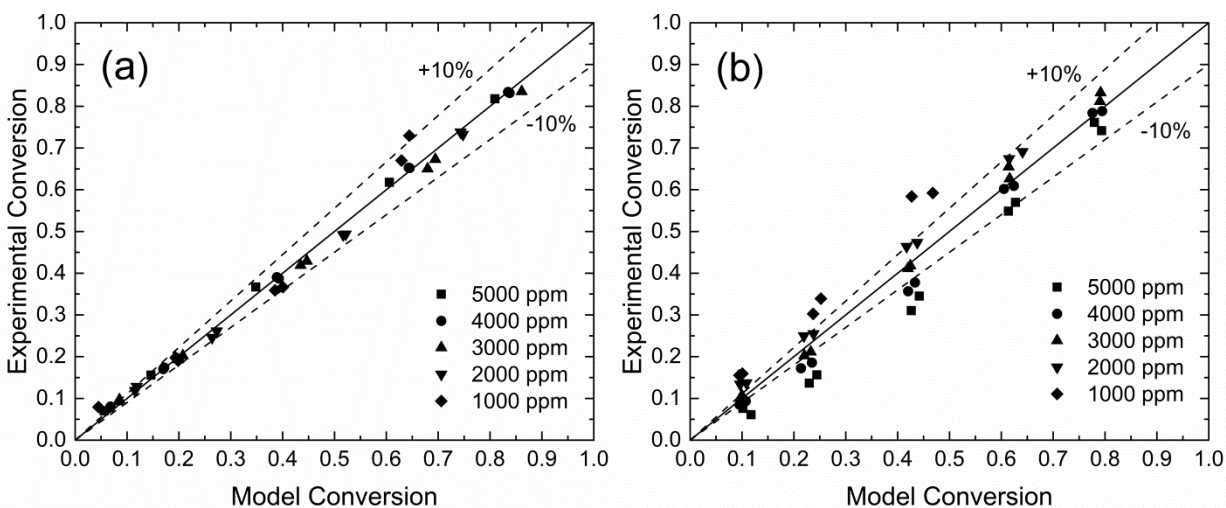 (a)
+10%
-10%
Experimental Conversion
1.0
0.9
0.8
0.7
0.6
0.5
0.4
0.3
0.2
0.1
0.0
5000 ppm
4000 ppm
3000 ppm
2000 ppm
1000 ppm
0.0 0.1 0.2 0.3 0.4 0.5 0.6 0.7 0.8 0.9 1.0
Model Conversion
(b)
+10%
-10%
Experimental Conversion
1.0
0.9
0.8
0.7
0.6
0.5
0.4
0.3
0.2
0.1
0.0
5000 ppm
4000 ppm
3000 ppm
2000 ppm
1000 ppm
0.0 0.1 0.2 0.3 0.4 0.5 0.6 0.7 0.8 0.9 1.0
Model Conversion